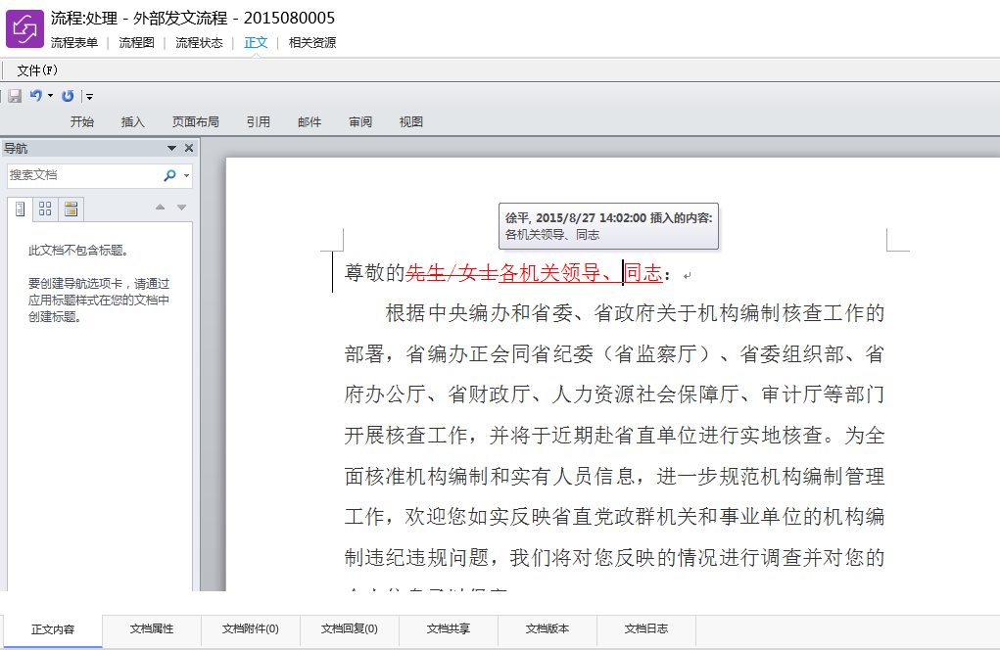 流程:处理 - 外部发文流程 - 2015080005
流程表单 | 流程图 | 流程状态 | 正文 | 相关资源
文件(F)
开始 插入 页面布局 引用 邮件 审阅 视图
导航
搜索文档
此文档不包含标题。
要创建导航选项卡，请通过
应用标题样式在您的文档中
创建标题。
徐平, 2015/8/27 14:02:00 插入的内容:
各机关领导、同志
尊敬的先生/女士各机关领导、同志：
根据中央编办和省委、省政府关于机构编制核查工作的
部署，省编办正会同省纪委（省监察厅）、省委组织部、省
府办公厅、省财政厅、人力资源社会保障厅、审计厅等部门
开展核查工作，并将于近期赴省直单位进行实地核查。为全
面核准机构编制和实有人员信息，进一步规范机构编制管理
工作，欢迎您如实反映省直党政群机关和事业单位的机构编
制违纪违规问题，我们将对您反映的情况进行调查并对您的
正文内容 文档属性 文档附件(0) 文档回复(0) 文档共享 文档版本 文档日志